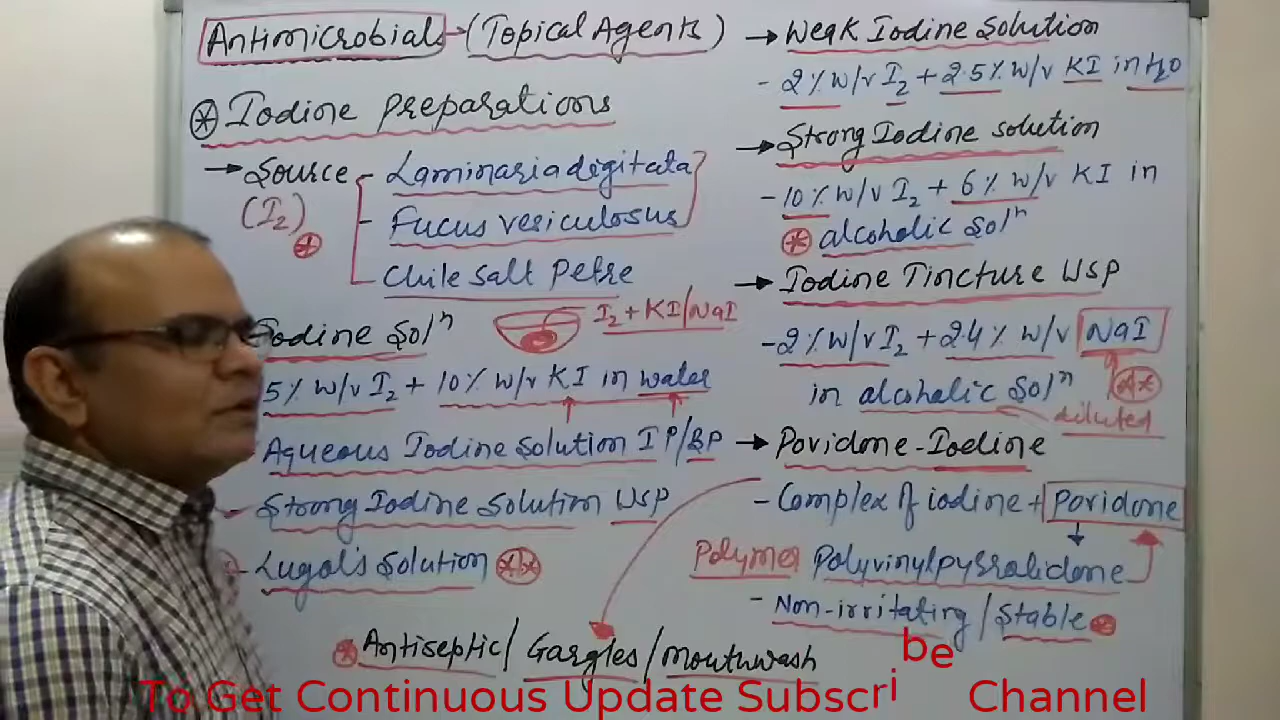 Antimicrobials → (Topical Agents)
Iodine preparations
→ Source - Laminaria digitata
(I2) - Fucus vesiculosus
- Chile Salt Petre
Iodine Solⁿ I2 + KI/NaI
5% w/v I2 + 10% w/v KI in water
Aqueous Iodine Solution IP/BP
- Strong Iodine Solution USP
- Lugol's Solution
→ Weak Iodine Solution
- 2% w/v I2 + 2.5% w/v KI in H2O
→ Strong Iodine solution
- 10% w/v I2 + 6% w/v KI in
alcoholic Solⁿ
→ Iodine Tincture USP
- 2% w/v I2 + 2.4% w/v NaI
in alcoholic Solⁿ
diluted
→ Povidone-Iodine
- Complex of iodine + Povidone
Polymer Polyvinylpyrrolidone
- Non-irritating / Stable
Antiseptic / Gargles / Mouthwash
To Get Continuous Update Subscribe Channel